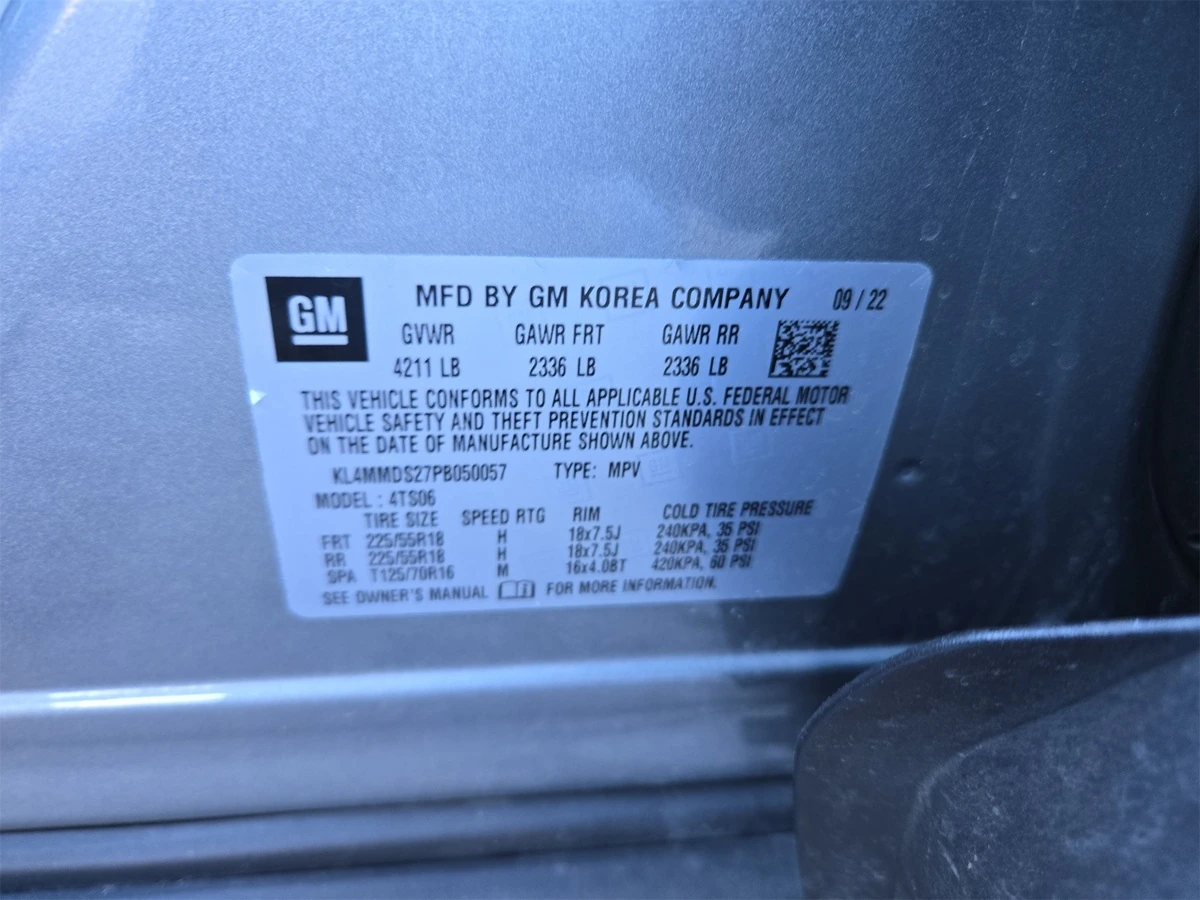 GM
MFD BY GM KOREA COMPANY 09 / 22
GVWR GAWR FRT GAWR RR
4211 LB 2336 LB 2336 LB
THIS VEHICLE CONFORMS TO ALL APPLICABLE U.S. FEDERAL MOTOR
VEHICLE SAFETY AND THEFT PREVENTION STANDARDS IN EFFECT
ON THE DATE OF MANUFACTURE SHOWN ABOVE.
KL4MMDS27PB050057 TYPE: MPV
MODEL : 4TS06
TIRE SIZE SPEED RTG RIM COLD TIRE PRESSURE
FRT 225/55R18 H 18x7.5J 240KPA, 35 PSI
RR 225/55R18 H 18x7.5J 240KPA, 35 PSI
SPA T125/70R16 M 16x4.0BT 420KPA, 60 PSI
SEE OWNER'S MANUAL FOR MORE INFORMATION.